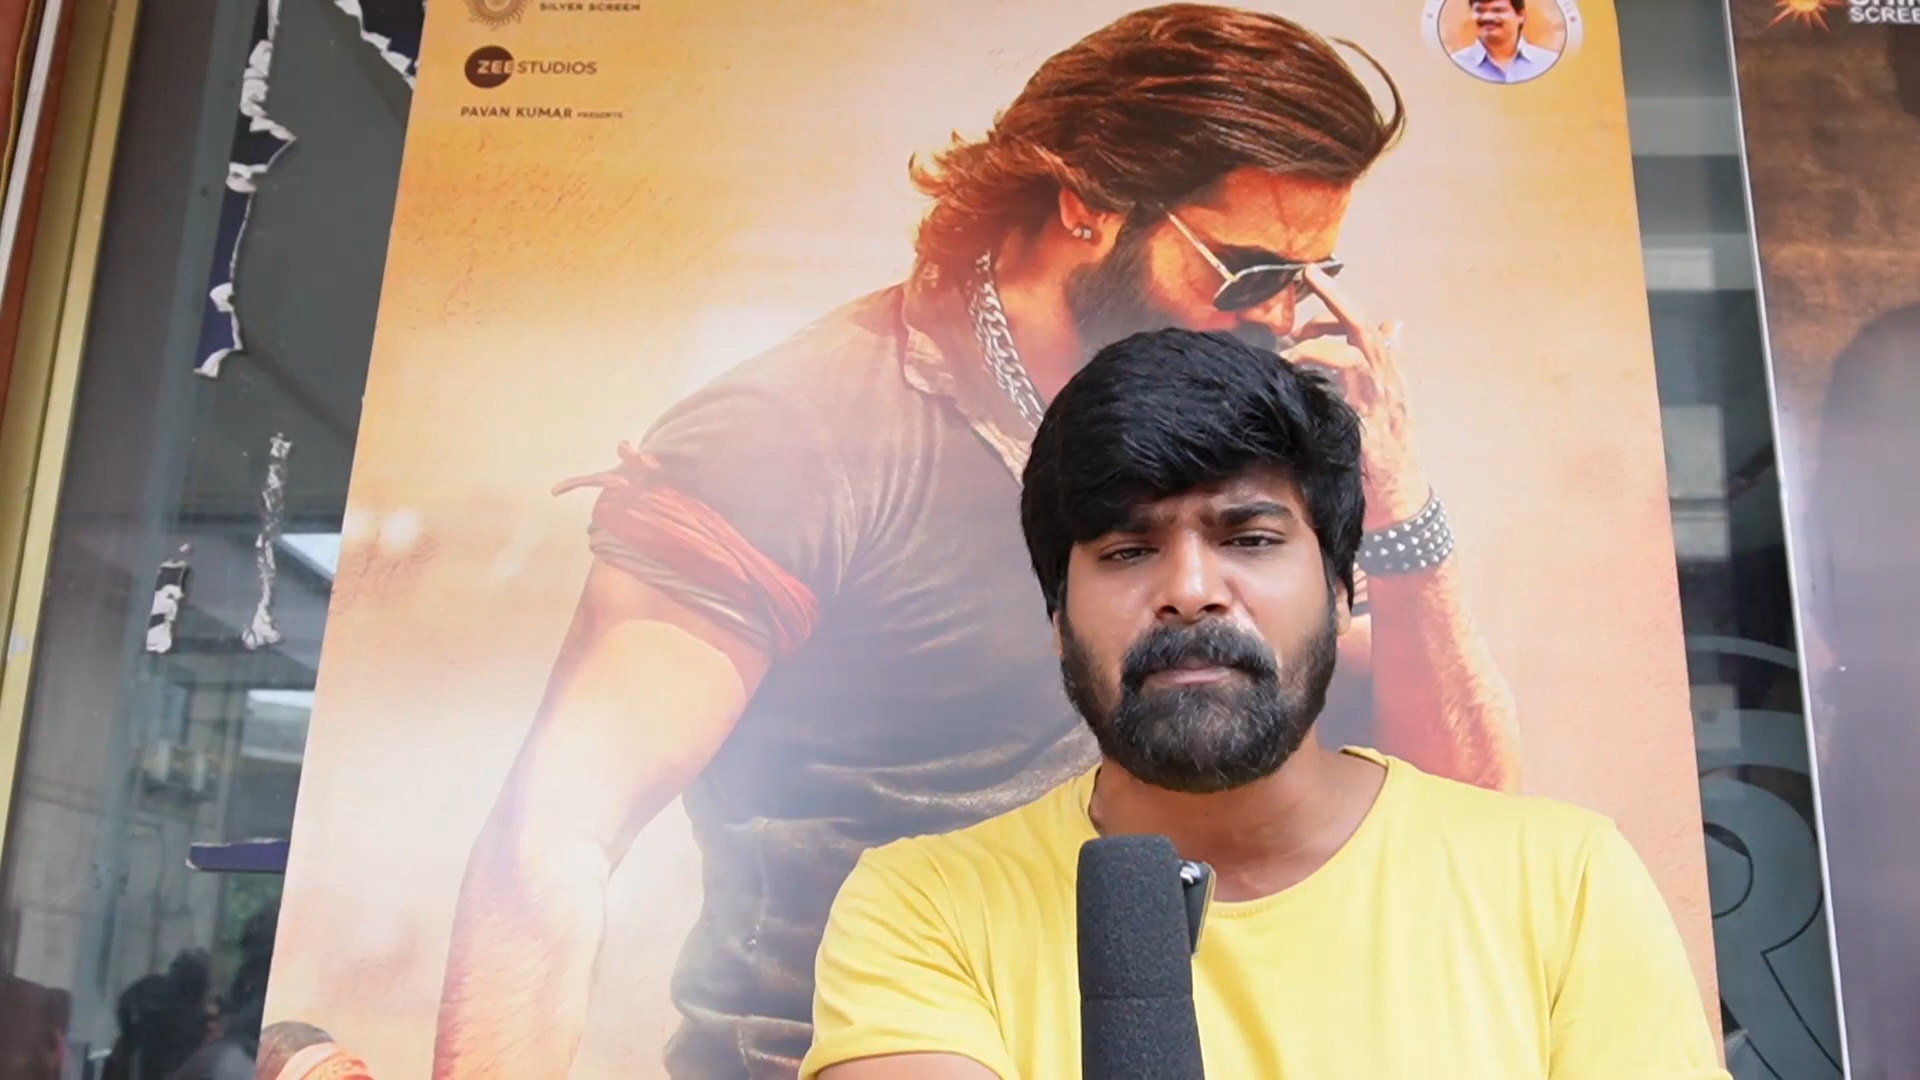 SILVER SCREEN
ZEE STUDIOS
PAVAN KUMAR PRESENTS
SCREE
R